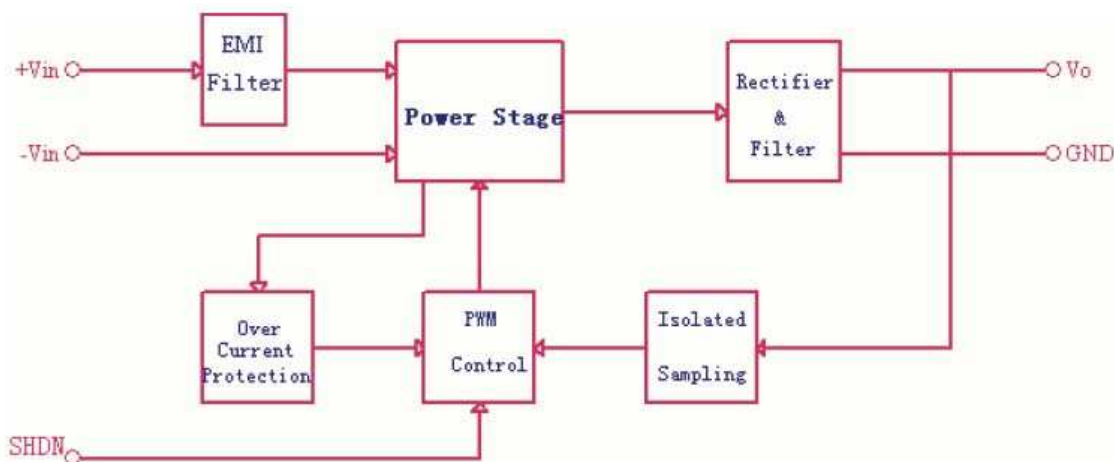 EMI
Filter
+Vin
-Vin
Power Stage
Rectifier
&
Filter
Vo
GND
Over
Current
Protection
PWM
Control
Isolated
Sampling
SHDN